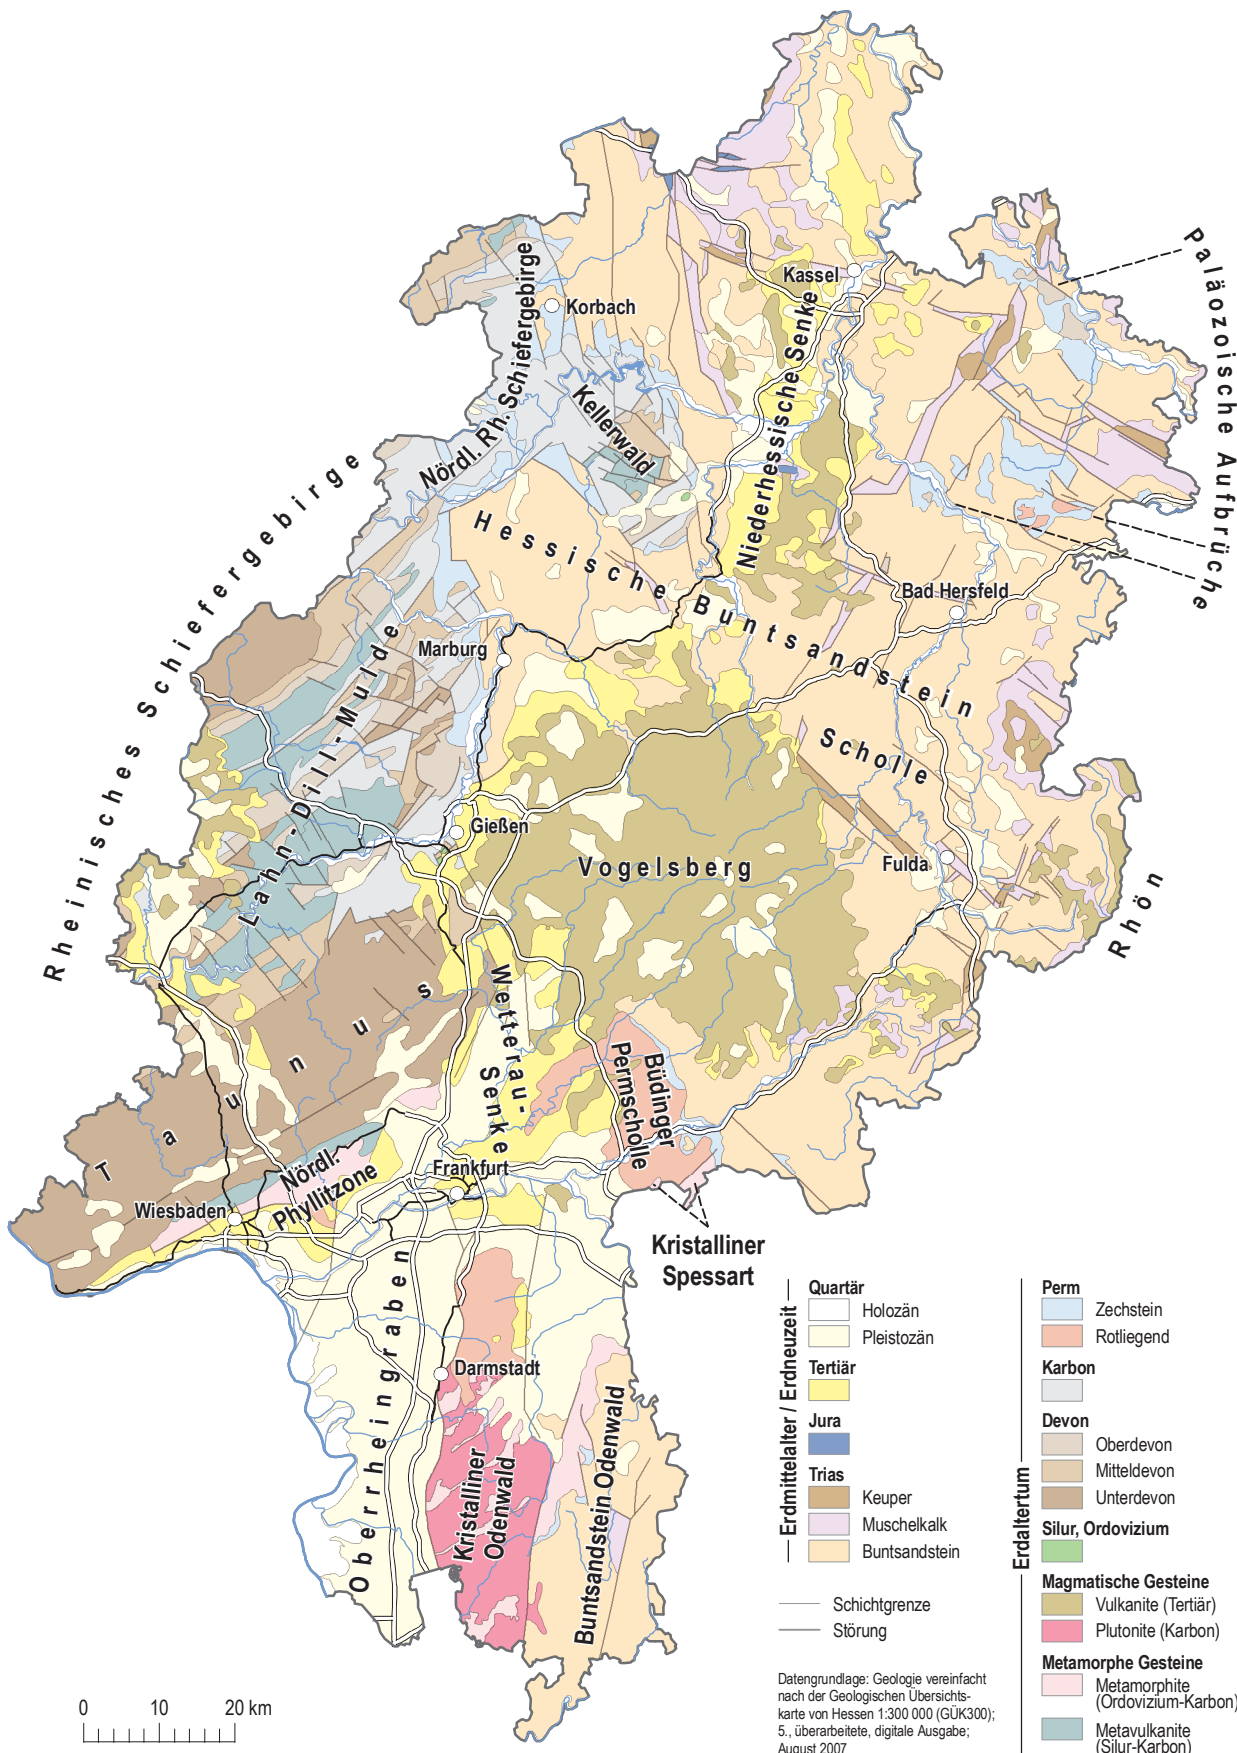 Kassel
Korbach
Nördl. Rh. Schiefergebirge
Kellerwald
Niederhessische Senke
Paläozoische Aufbrüche
Rheinisches Schiefergebirge
Hessische Buntsandstein
Scholle
Bad Hersfeld
Marburg
Lahn-Dill-Mulde
Gießen
Vogelsberg
Fulda
Rhön
Taunus
Wetterau-
Senke
Büdinger
Permscholle
Nördl.
Phyllitzone
Frankfurt
Wiesbaden
Kristalliner
Spessart
Oberrheingraben
Darmstadt
Kristalliner
Odenwald
Buntsandstein Odenwald
Erdmittelalter / Erdneuzeit
Quartär
Holozän
Pleistozän
Tertiär
Jura
Trias
Keuper
Muschelkalk
Buntsandstein
Schichtgrenze
Störung
Erdaltertum
Perm
Zechstein
Rotliegend
Karbon
Devon
Oberdevon
Mitteldevon
Unterdevon
Silur, Ordovizium
Magmatische Gesteine
Vulkanite (Tertiär)
Plutonite (Karbon)
Metamorphe Gesteine
Metamorphite
(Ordovizium-Karbon)
Metavulkanite
(Silur-Karbon)
Datengrundlage: Geologie vereinfacht
nach der Geologischen Übersichts-
karte von Hessen 1:300 000 (GÜK300);
5., überarbeitete, digitale Ausgabe;
August 2007
0 10 20 km